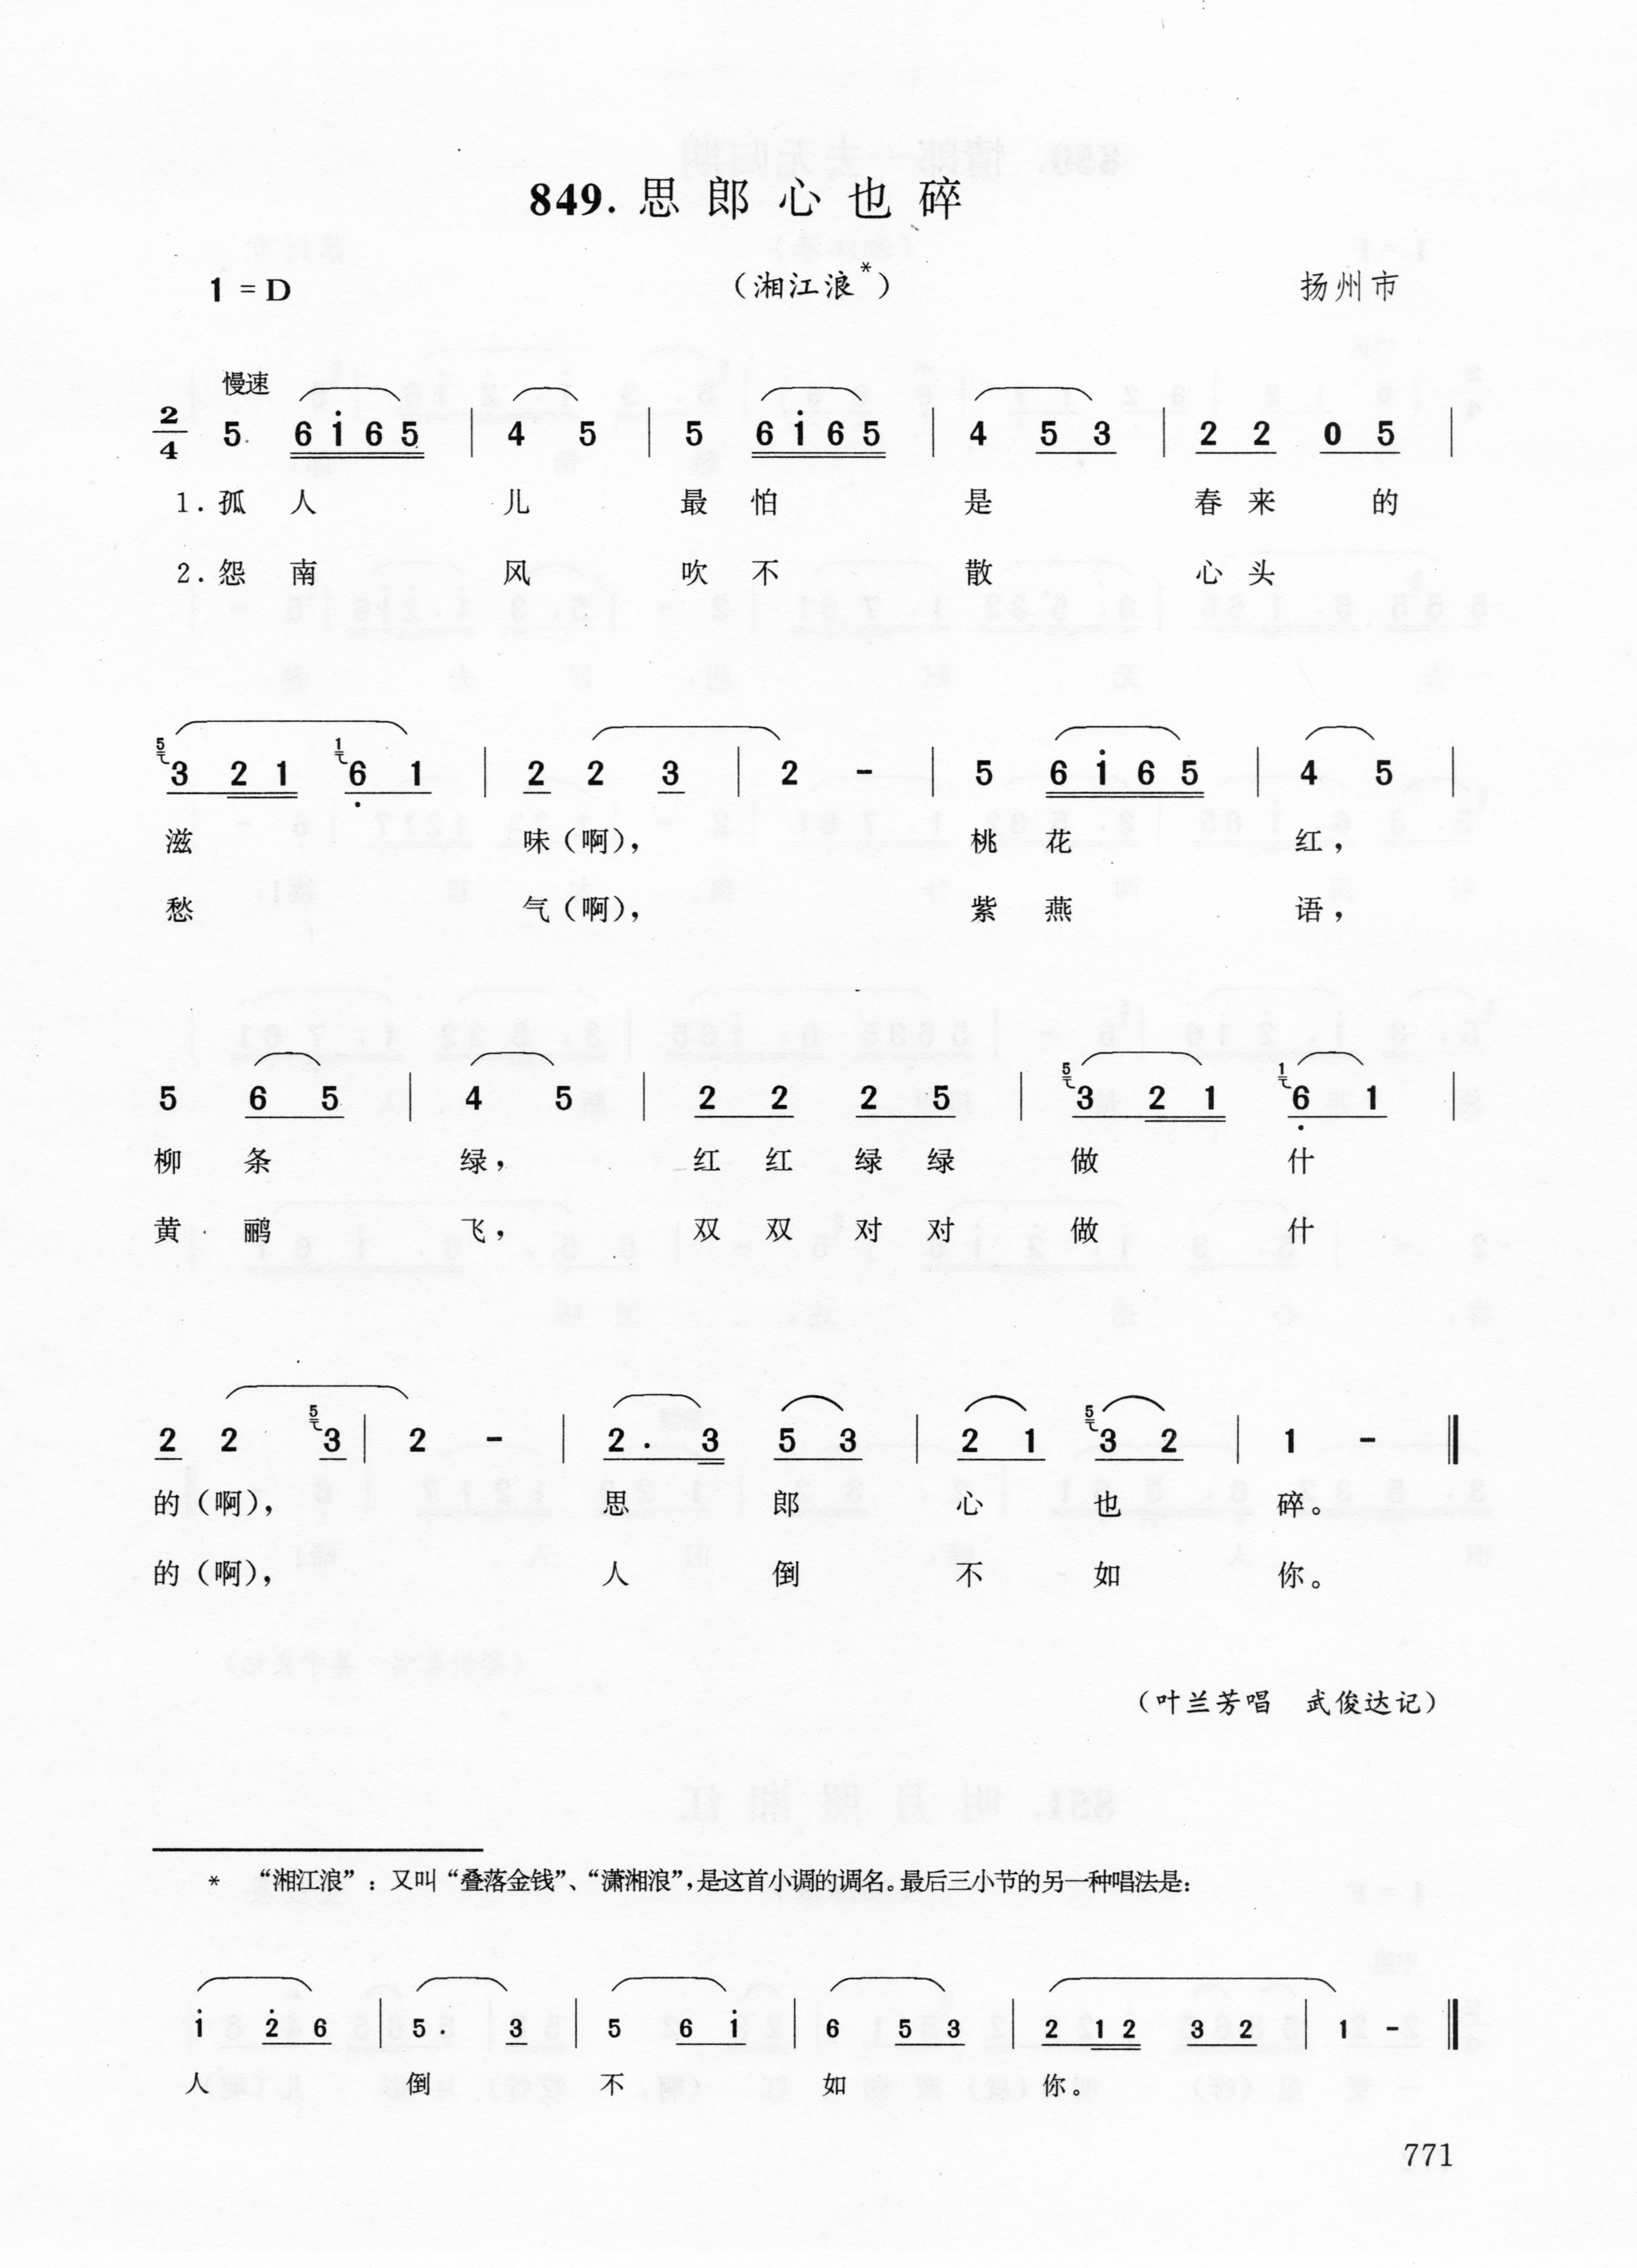 849. 思郎心也碎
1 = D （湘江浪*） 扬州市
慢速
2/4 5 6 i 6 5 | 4 5 | 5 6 i 6 5 | 4 5 3 | 2 2 0 5 |
1. 孤 人 儿 最 怕 是 春 来 的
2. 怨 南 风 吹 不 散 心 头
5 3 2 1 1 6 1 | 2 2 3 | 2 - | 5 6 i 6 5 | 4 5 |
滋 味（啊）， 桃 花 红，
愁 气（啊）， 紫 燕 语，
5 6 5 | 4 5 | 2 2 2 5 | 5 3 2 1 1 6 1 |
柳 条 绿， 红 红 绿 绿 做 什
黄 鹂 飞， 双 双 对 对 做 什
2 2 5 3 | 2 - | 2 . 3 5 3 | 2 1 5 3 2 | 1 - ‖
的（啊）， 思 郎 心 也 碎。
的（啊）， 人 倒 不 如 你。
（叶兰芳唱 武俊达记）
* “湘江浪”：又叫“叠落金钱”、“潇湘浪”，是这首小调的调名。最后三小节的另一种唱法是：
i 2̇ 6 | 5 . 3 | 5 6 i | 6 5 3 | 2 1 2 3 2 | 1 - ‖
人 倒 不 如 你。
771